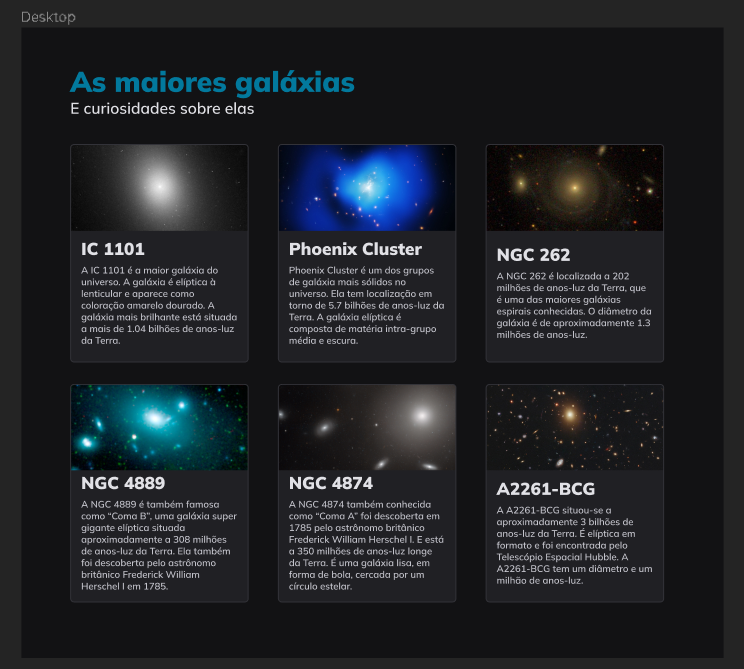 Desktop
As maiores galáxias
E curiosidades sobre elas
IC 1101
A IC 1101 é a maior galáxia do
universo. A galáxia é elíptica à
lenticular e aparece como
coloração amarelo dourado. A
galáxia mais brilhante está situada
a mais de 1.04 bilhões de anos-luz
da Terra.
Phoenix Cluster
Phoenix Cluster é um dos grupos
de galáxia mais sólidos no
universo. Ela tem localização em
torno de 5.7 bilhões de anos-luz da
Terra. A galáxia elíptica é
composta de matéria intra-grupo
média e escura.
NGC 262
A NGC 262 é localizada a 202
milhões de anos-luz da Terra, que
é uma das maiores galáxias
espirais conhecidas. O diâmetro da
galáxia é de aproximadamente 1.3
milhões de anos-luz.
NGC 4889
A NGC 4889 é também famosa
como “Coma B”, uma galáxia super
gigante elíptica situada
aproximadamente a 308 milhões
de anos-luz da Terra. Ela também
foi descoberta pelo astrônomo
britânico Frederick William
Herschel I em 1785.
NGC 4874
A NGC 4874 também conhecida
como “Coma A” foi descoberta em
1785 pelo astrônomo britânico
Frederick William Herschel I. E está
a 350 milhões de anos-luz longe
da Terra. É uma galáxia lisa, em
forma de bola, cercada por um
círculo estelar.
A2261-BCG
A A2261-BCG situou-se a
aproximadamente 3 bilhões de
anos-luz da Terra. É elíptica em
formato e foi encontrada pelo
Telescópio Espacial Hubble. A
A2261-BCG tem um diâmetro e um
milhão de anos-luz.